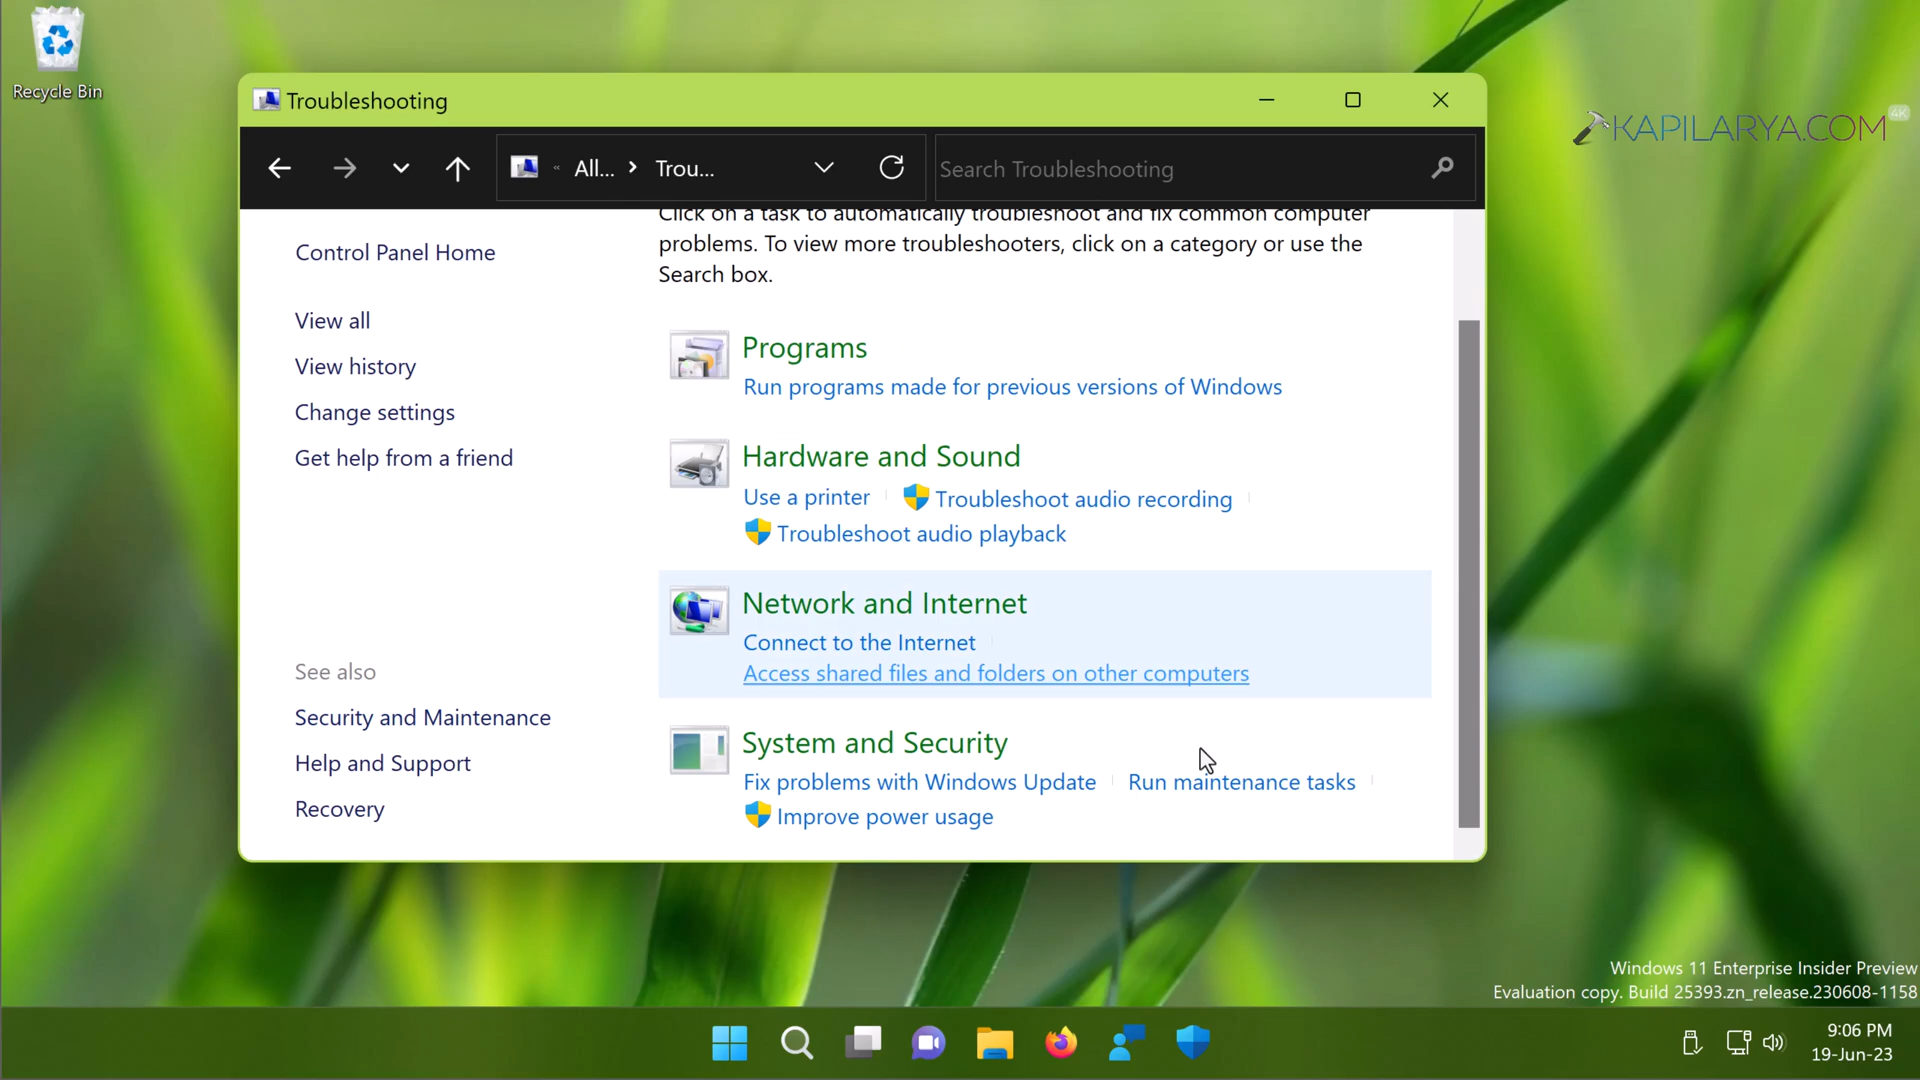 Recycle Bin
Troubleshooting
KAPILARYA.COM
4K
« All... > Trou...
Search Troubleshooting
Control Panel Home
View all
View history
Change settings
Get help from a friend
See also
Security and Maintenance
Help and Support
Recovery
Click on a task to automatically troubleshoot and fix common computer
problems. To view more troubleshooters, click on a category or use the
Search box.
Programs
Run programs made for previous versions of Windows
Hardware and Sound
Use a printer
Troubleshoot audio recording
Troubleshoot audio playback
Network and Internet
Connect to the Internet
Access shared files and folders on other computers
System and Security
Fix problems with Windows Update
Run maintenance tasks
Improve power usage
Windows 11 Enterprise Insider Preview
Evaluation copy. Build 25393.zn_release.230608-1158
9:06 PM
19-Jun-23